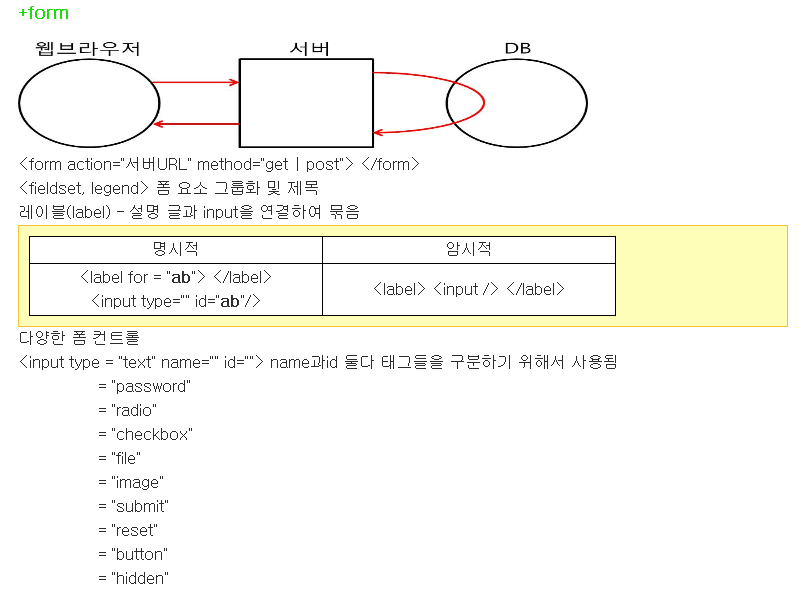 +form
웹브라우저 서버 DB
<form action="서버URL" method="get | post"> </form>
<fieldset, legend> 폼 요소 그룹화 및 제목
레이블(label) - 설명 글과 input을 연결하여 묶음
명시적 암시적
<label for = "ab"> </label>
<input type="" id="ab"/>
<label> <input /> </label>
다양한 폼 컨트롤
<input type = "text" name="" id=""> name과id 둘다 태그들을 구분하기 위해서 사용됨
= "password"
= "radio"
= "checkbox"
= "file"
= "image"
= "submit"
= "reset"
= "button"
= "hidden"